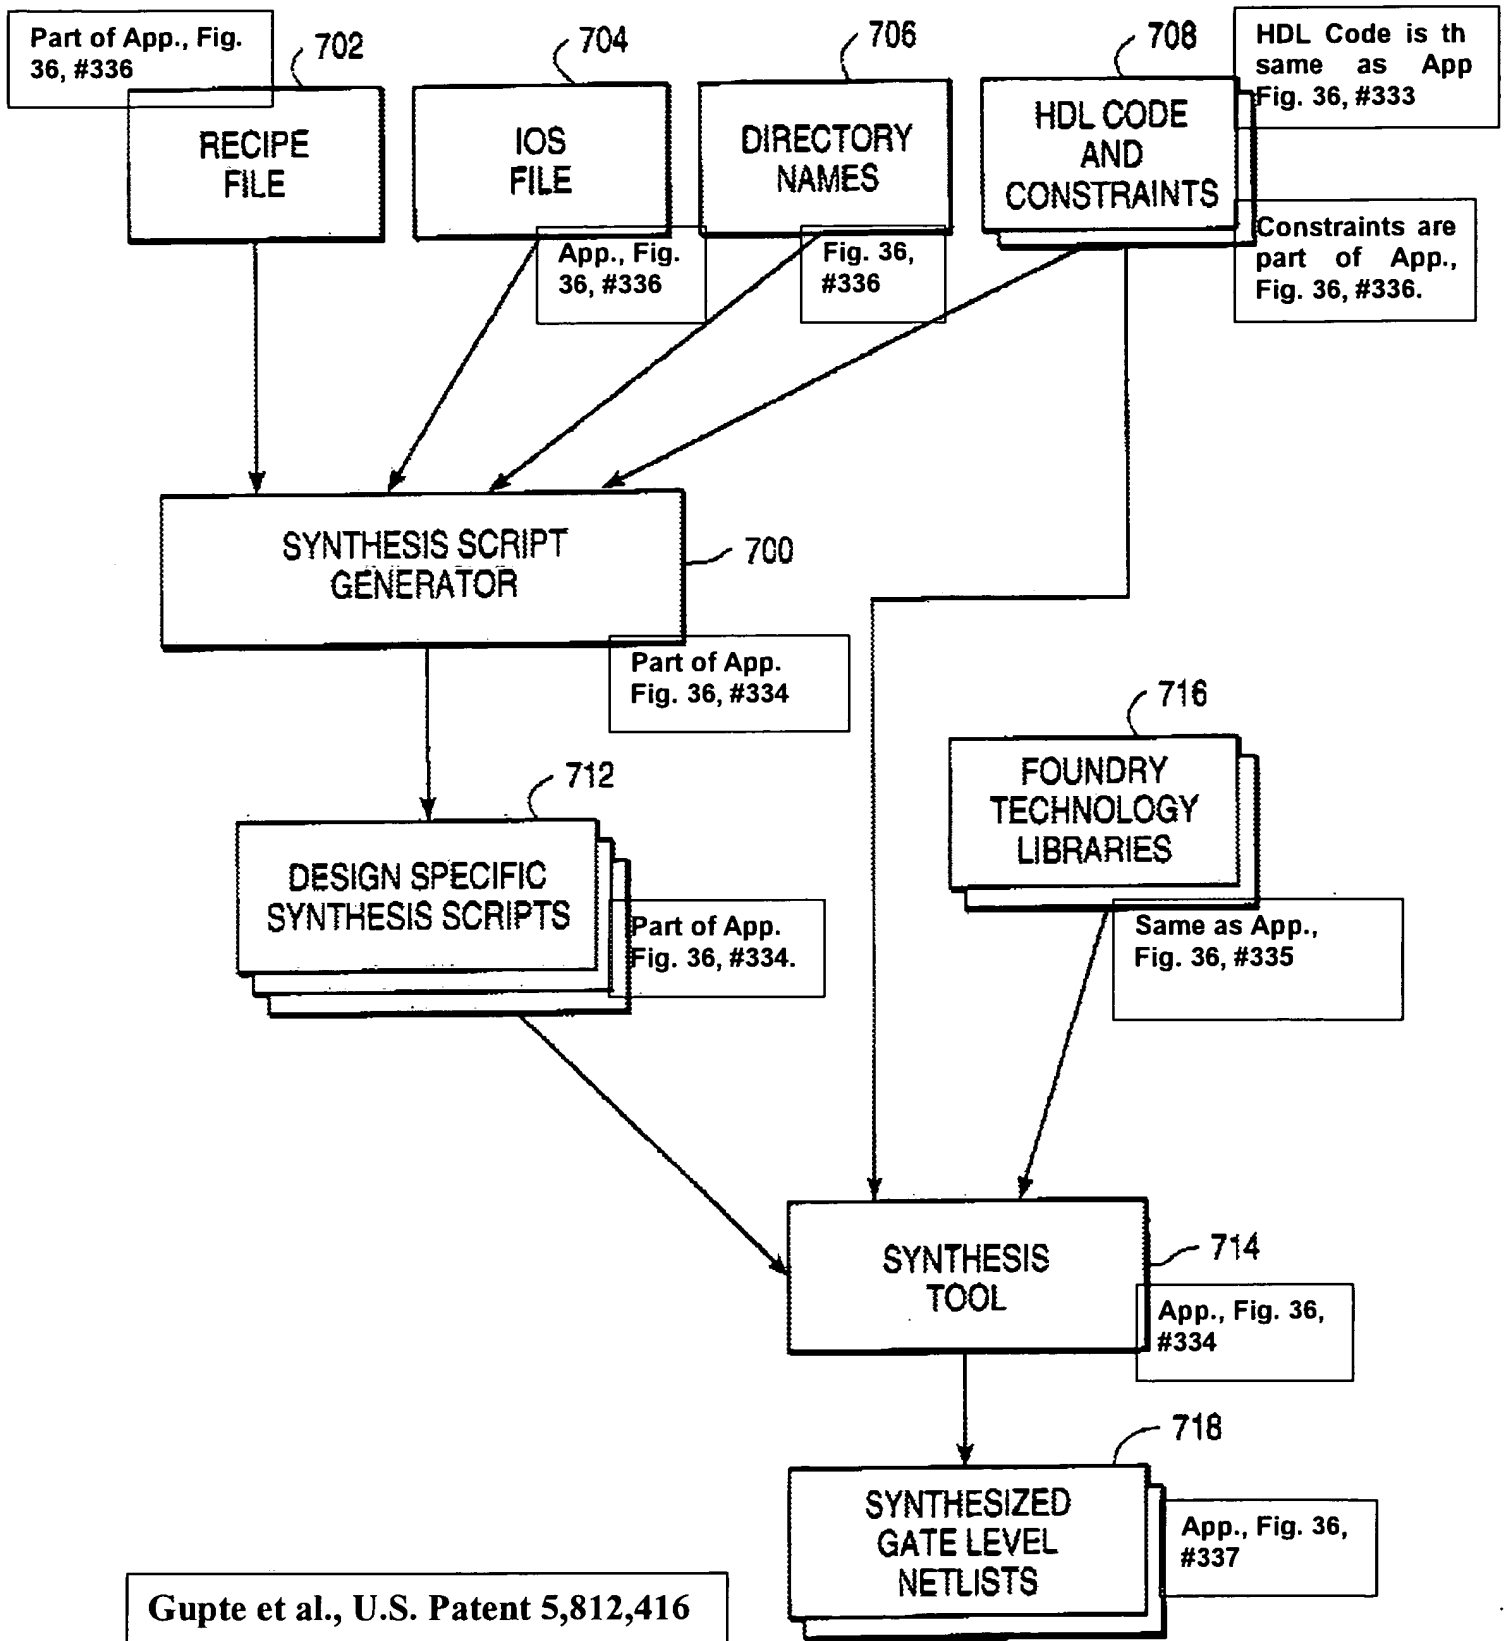 Part of App., Fig.
36, #336
702
RECIPE
FILE
704
IOS
FILE
App., Fig.
36, #336
706
DIRECTORY
NAMES
Fig. 36,
#336
708
HDL CODE
AND
CONSTRAINTS
HDL Code is th
same as App
Fig. 36, #333
Constraints are
part of App.,
Fig. 36, #336.
SYNTHESIS SCRIPT
GENERATOR
700
Part of App.
Fig. 36, #334
712
DESIGN SPECIFIC
SYNTHESIS SCRIPTS
Part of App.
Fig. 36, #334.
716
FOUNDRY
TECHNOLOGY
LIBRARIES
Same as App.,
Fig. 36, #335
SYNTHESIS
TOOL
714
App., Fig. 36,
#334
718
SYNTHESIZED
GATE LEVEL
NETLISTS
App., Fig. 36,
#337
Gupte et al., U.S. Patent 5,812,416